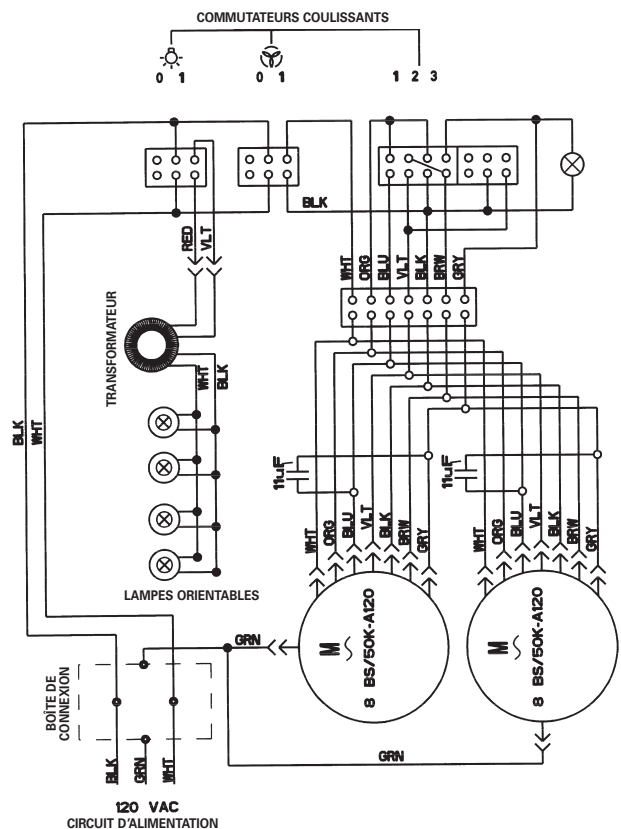 COMMUTATEURS COULISSANTS
0 1
0 1
1 2 3
BLK
RED
VLT
WHT
ORG
BLU
VLT
BLK
BRW
GRY
TRANSFORMATEUR
WHT
BLK
BLK
WHT
11uF
11uF
WHT
ORG
BLU
VLT
BLK
BRW
GRY
WHT
ORG
BLU
VLT
BLK
BRW
GRY
LAMPES ORIENTABLES
GRN
M
8 BS/50K-A120
M
8 BS/50K-A120
BOÎTE DE
CONNEXION
GRN
BLK
GRN
WHT
120 VAC
CIRCUIT D'ALIMENTATION